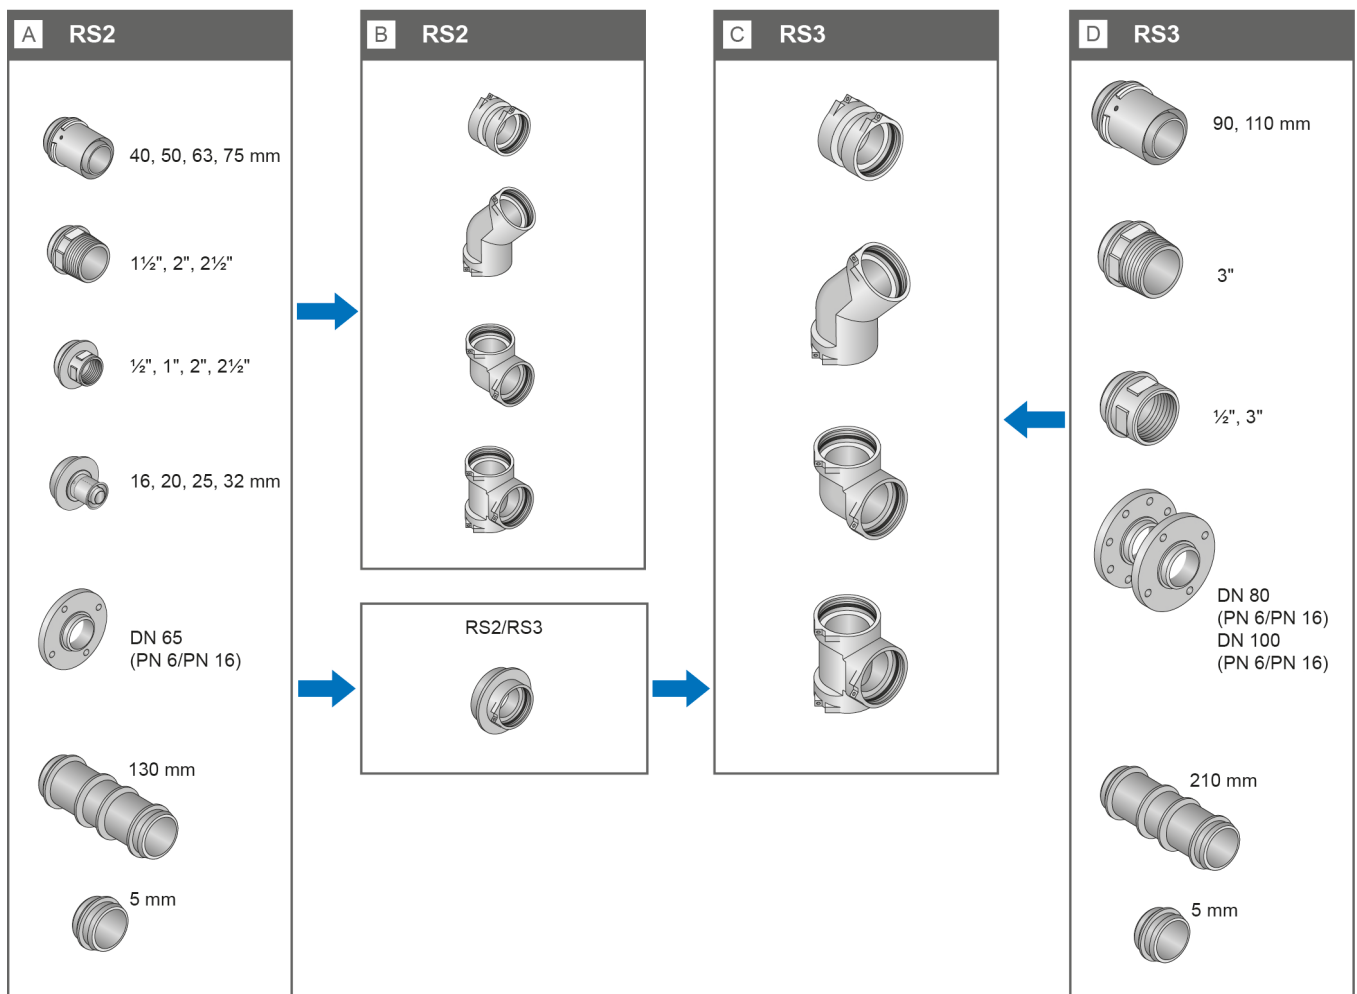 A RS2
40, 50, 63, 75 mm
1½", 2", 2½"
½", 1", 2", 2½"
16, 20, 25, 32 mm
DN 65
(PN 6/PN 16)
130 mm
5 mm
B RS2
RS2/RS3
C RS3
D RS3
90, 110 mm
3"
½", 3"
DN 80
(PN 6/PN 16)
DN 100
(PN 6/PN 16)
210 mm
5 mm